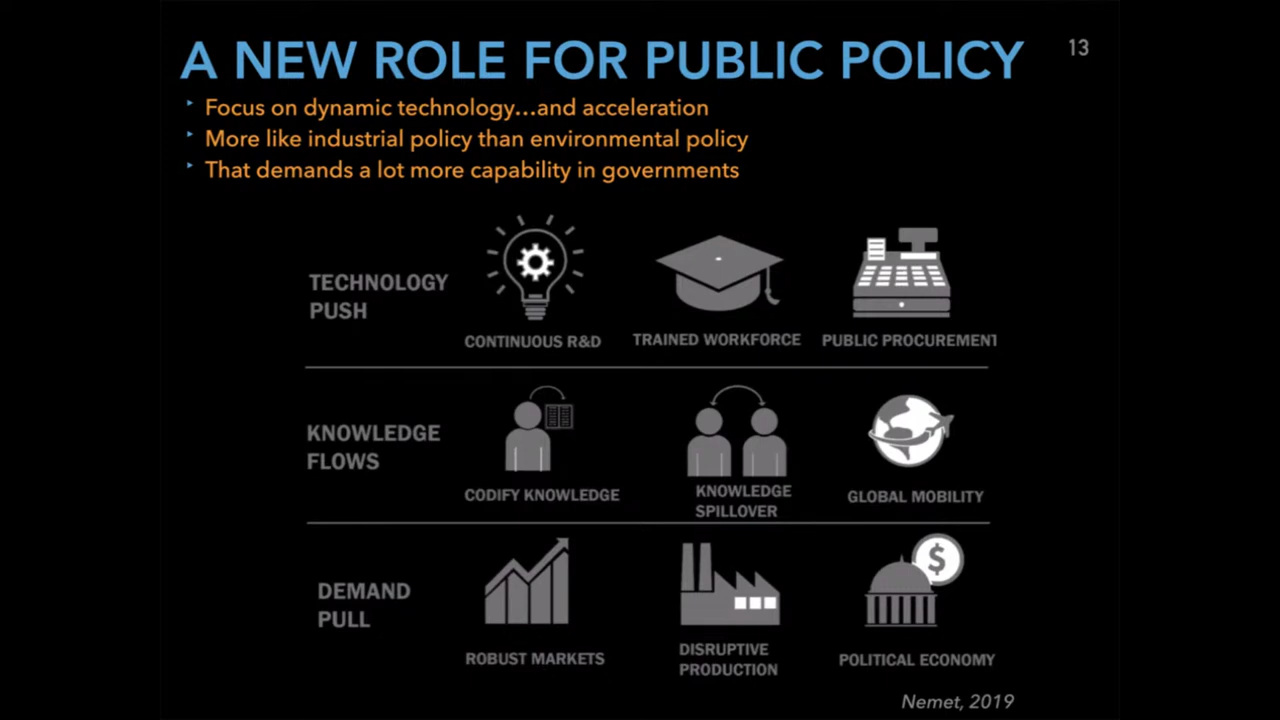 A NEW ROLE FOR PUBLIC POLICY
13
Focus on dynamic technology...and acceleration
More like industrial policy than environmental policy
That demands a lot more capability in governments
TECHNOLOGY
PUSH
CONTINUOUS R&D
TRAINED WORKFORCE
PUBLIC PROCUREMENT
KNOWLEDGE
FLOWS
CODIFY KNOWLEDGE
KNOWLEDGE
SPILLOVER
GLOBAL MOBILITY
DEMAND
PULL
$
ROBUST MARKETS
DISRUPTIVE
PRODUCTION
POLITICAL ECONOMY
Nemet, 2019